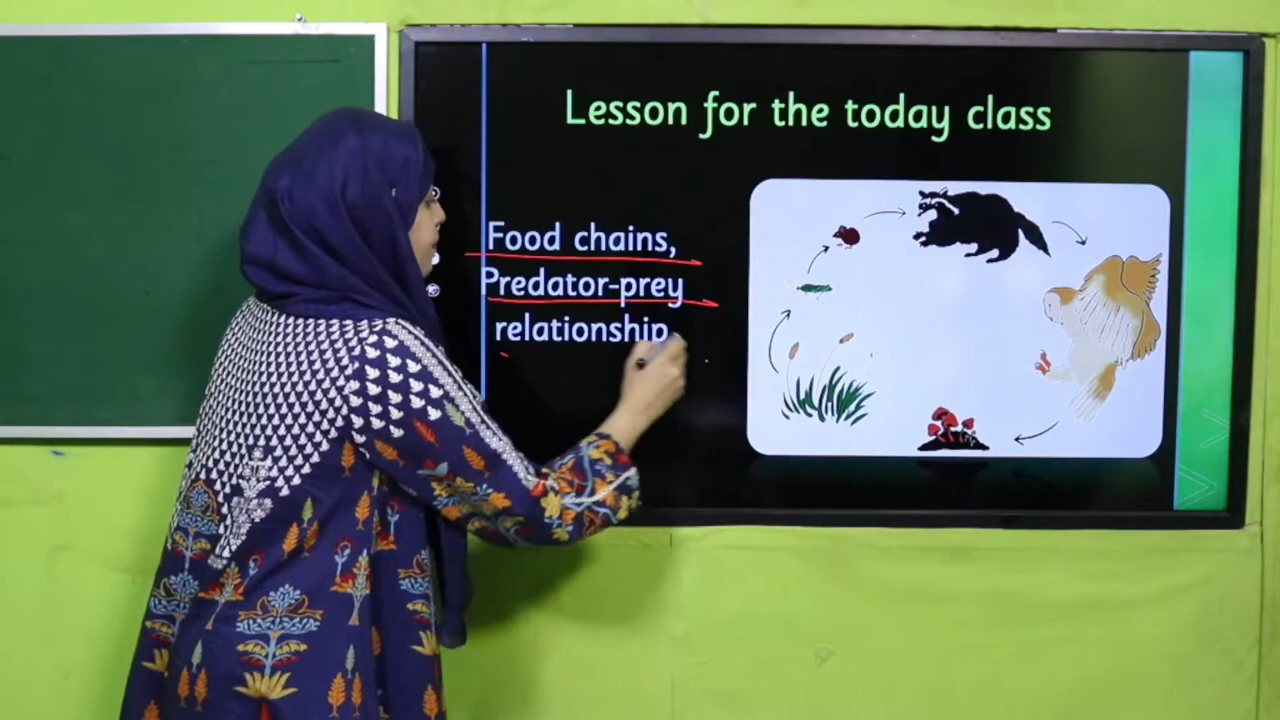 Lesson for the today class
Food chains,
Predator-prey
relationship